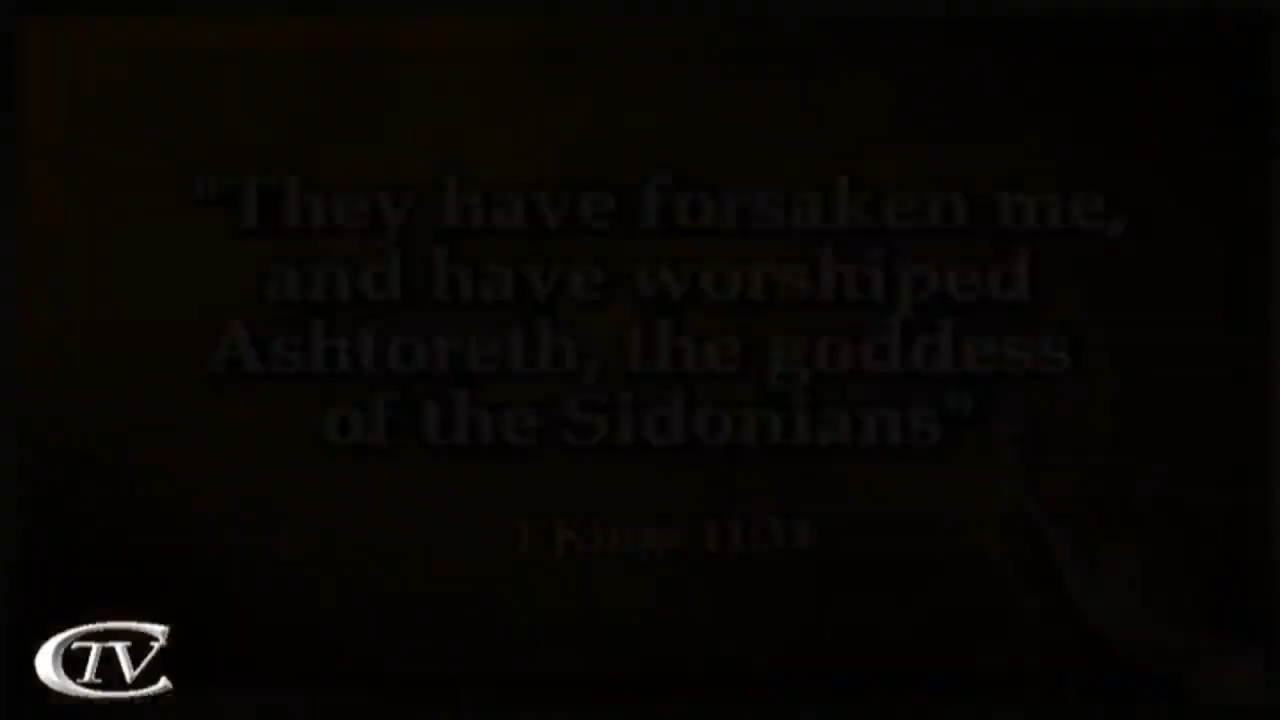 "They have forsaken me,
and have worshiped
Ashtoreth, the goddess
of the Sidonians"
1 Kings 11:33
CTV